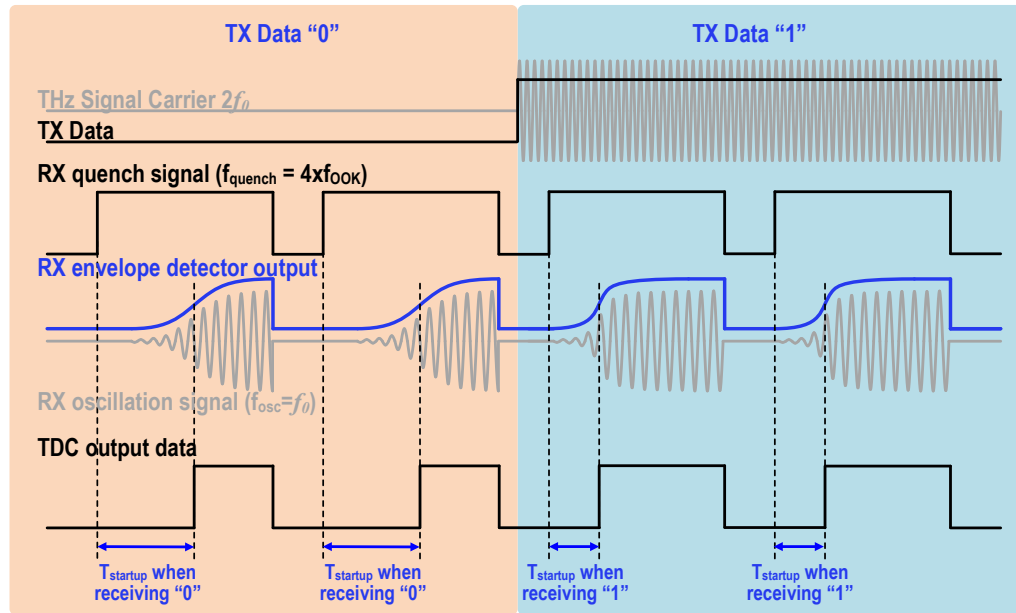 TX Data “0”
TX Data “1”
THz Signal Carrier 2f₀
TX Data
RX quench signal (fquench = 4xfOOK)
RX envelope detector output
RX oscillation signal (fosc=f₀)
TDC output data
Tstartup when
receiving “0”
Tstartup when
receiving “0”
Tstartup when
receiving “1”
Tstartup when
receiving “1”